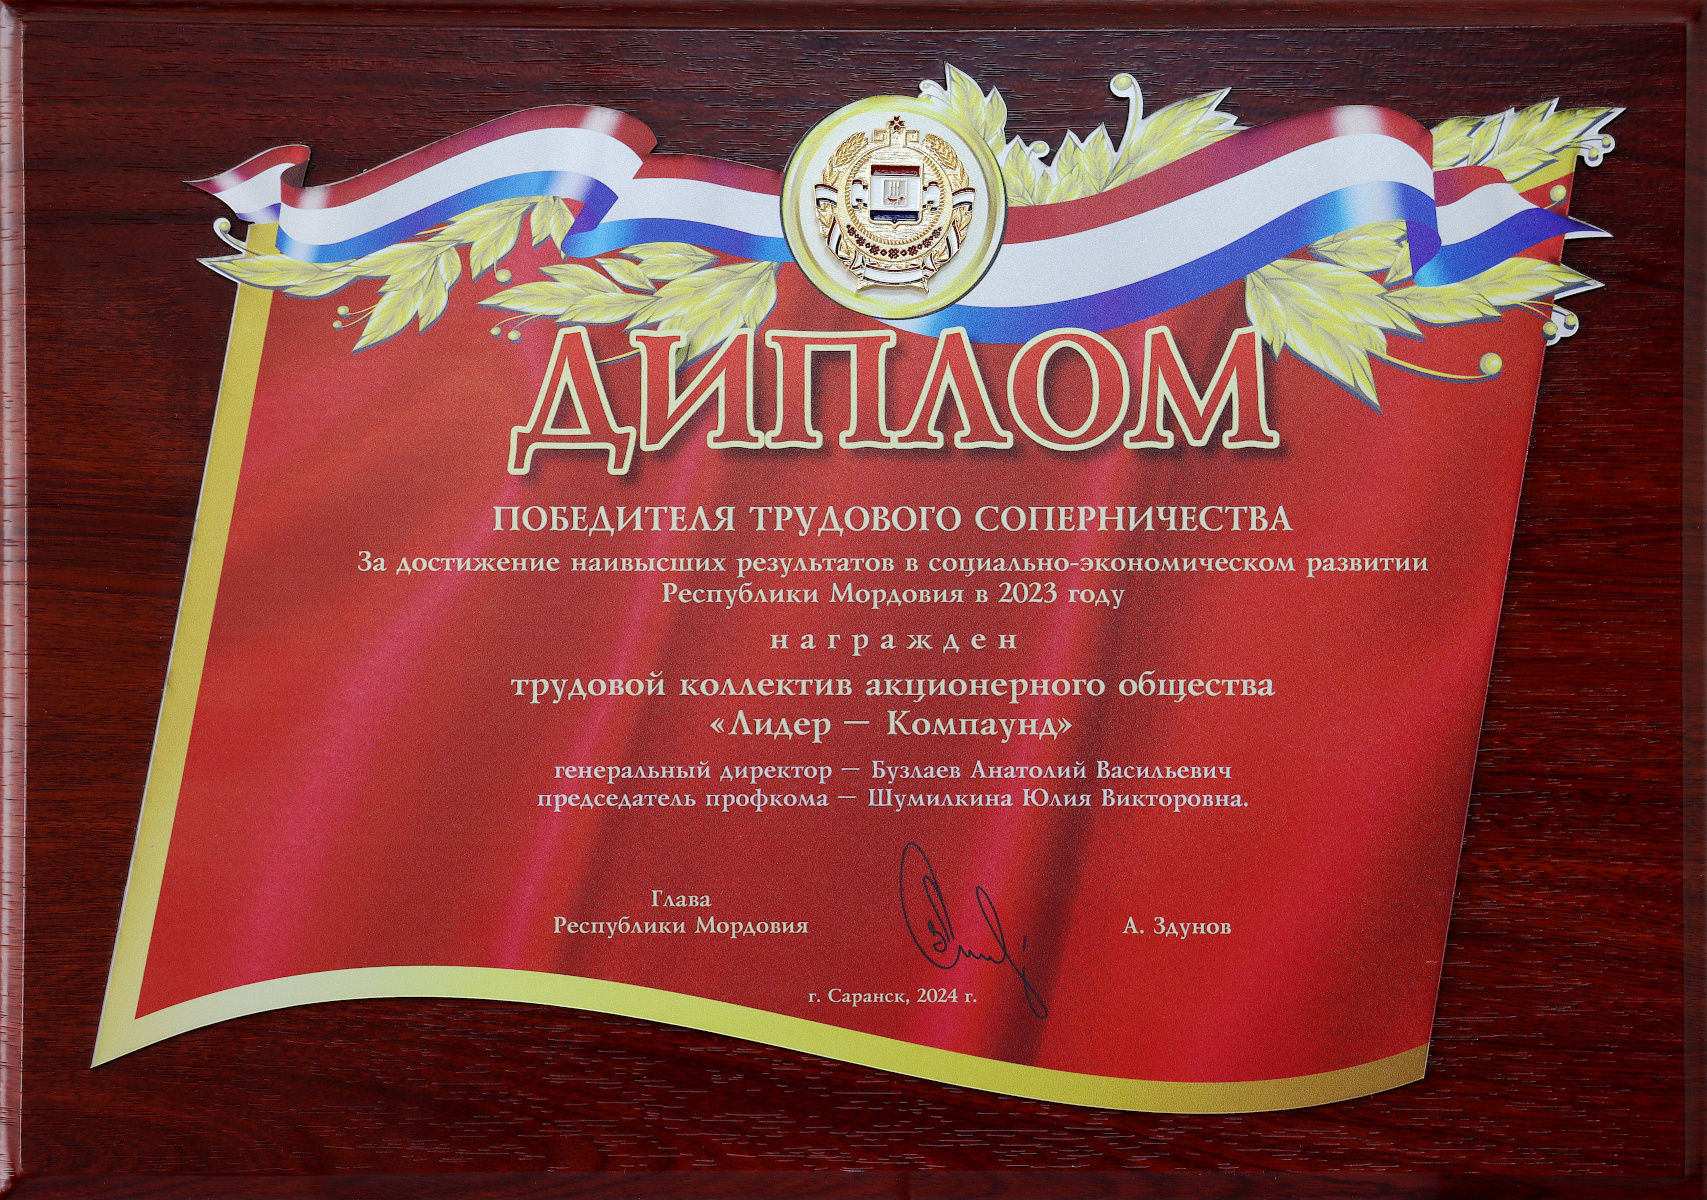 ДИПЛОМ
ПОБЕДИТЕЛЯ ТРУДОВОГО СОПЕРНИЧЕСТВА
За достижение наивысших результатов в социально-экономическом развитии
Республики Мордовия в 2023 году
н а г р а ж д е н
трудовой коллектив акционерного общества
«Лидер — Компаунд»
генеральный директор — Бузлаев Анатолий Васильевич
председатель профкома — Шумилкина Юлия Викторовна.
Глава
Республики Мордовия А. Здунов
г. Саранск, 2024 г.